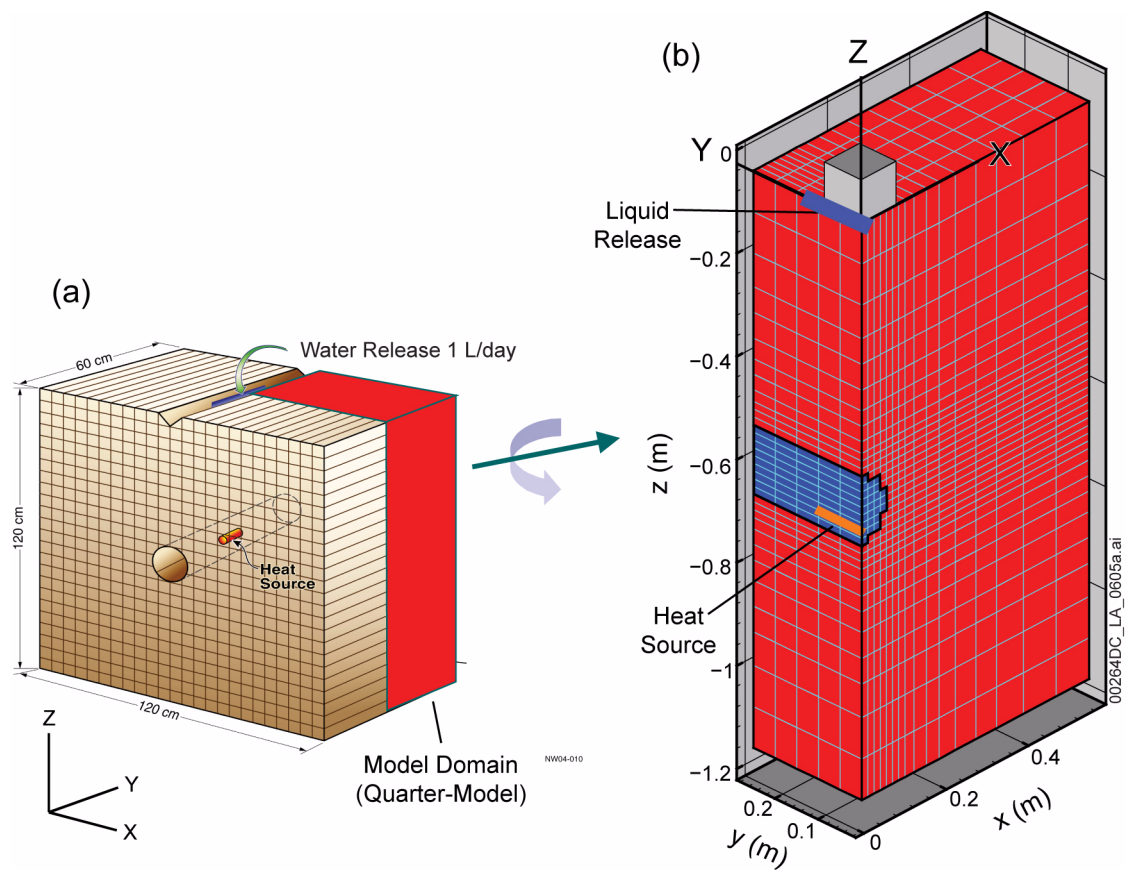 (a)
60 cm
Water Release 1 L/day
120 cm
Heat
Source
120 cm
Z
Y
X
Model Domain
(Quarter-Model)
NW04-010
(b)
Z
Y
X
0
Liquid
Release
−0.2
−0.4
−0.6
z (m)
−0.8
Heat
Source
−1
−1.2
0.2
0.1
0
y (m)
0.2
0.4
x (m)
00264DC_LA_0605a.ai